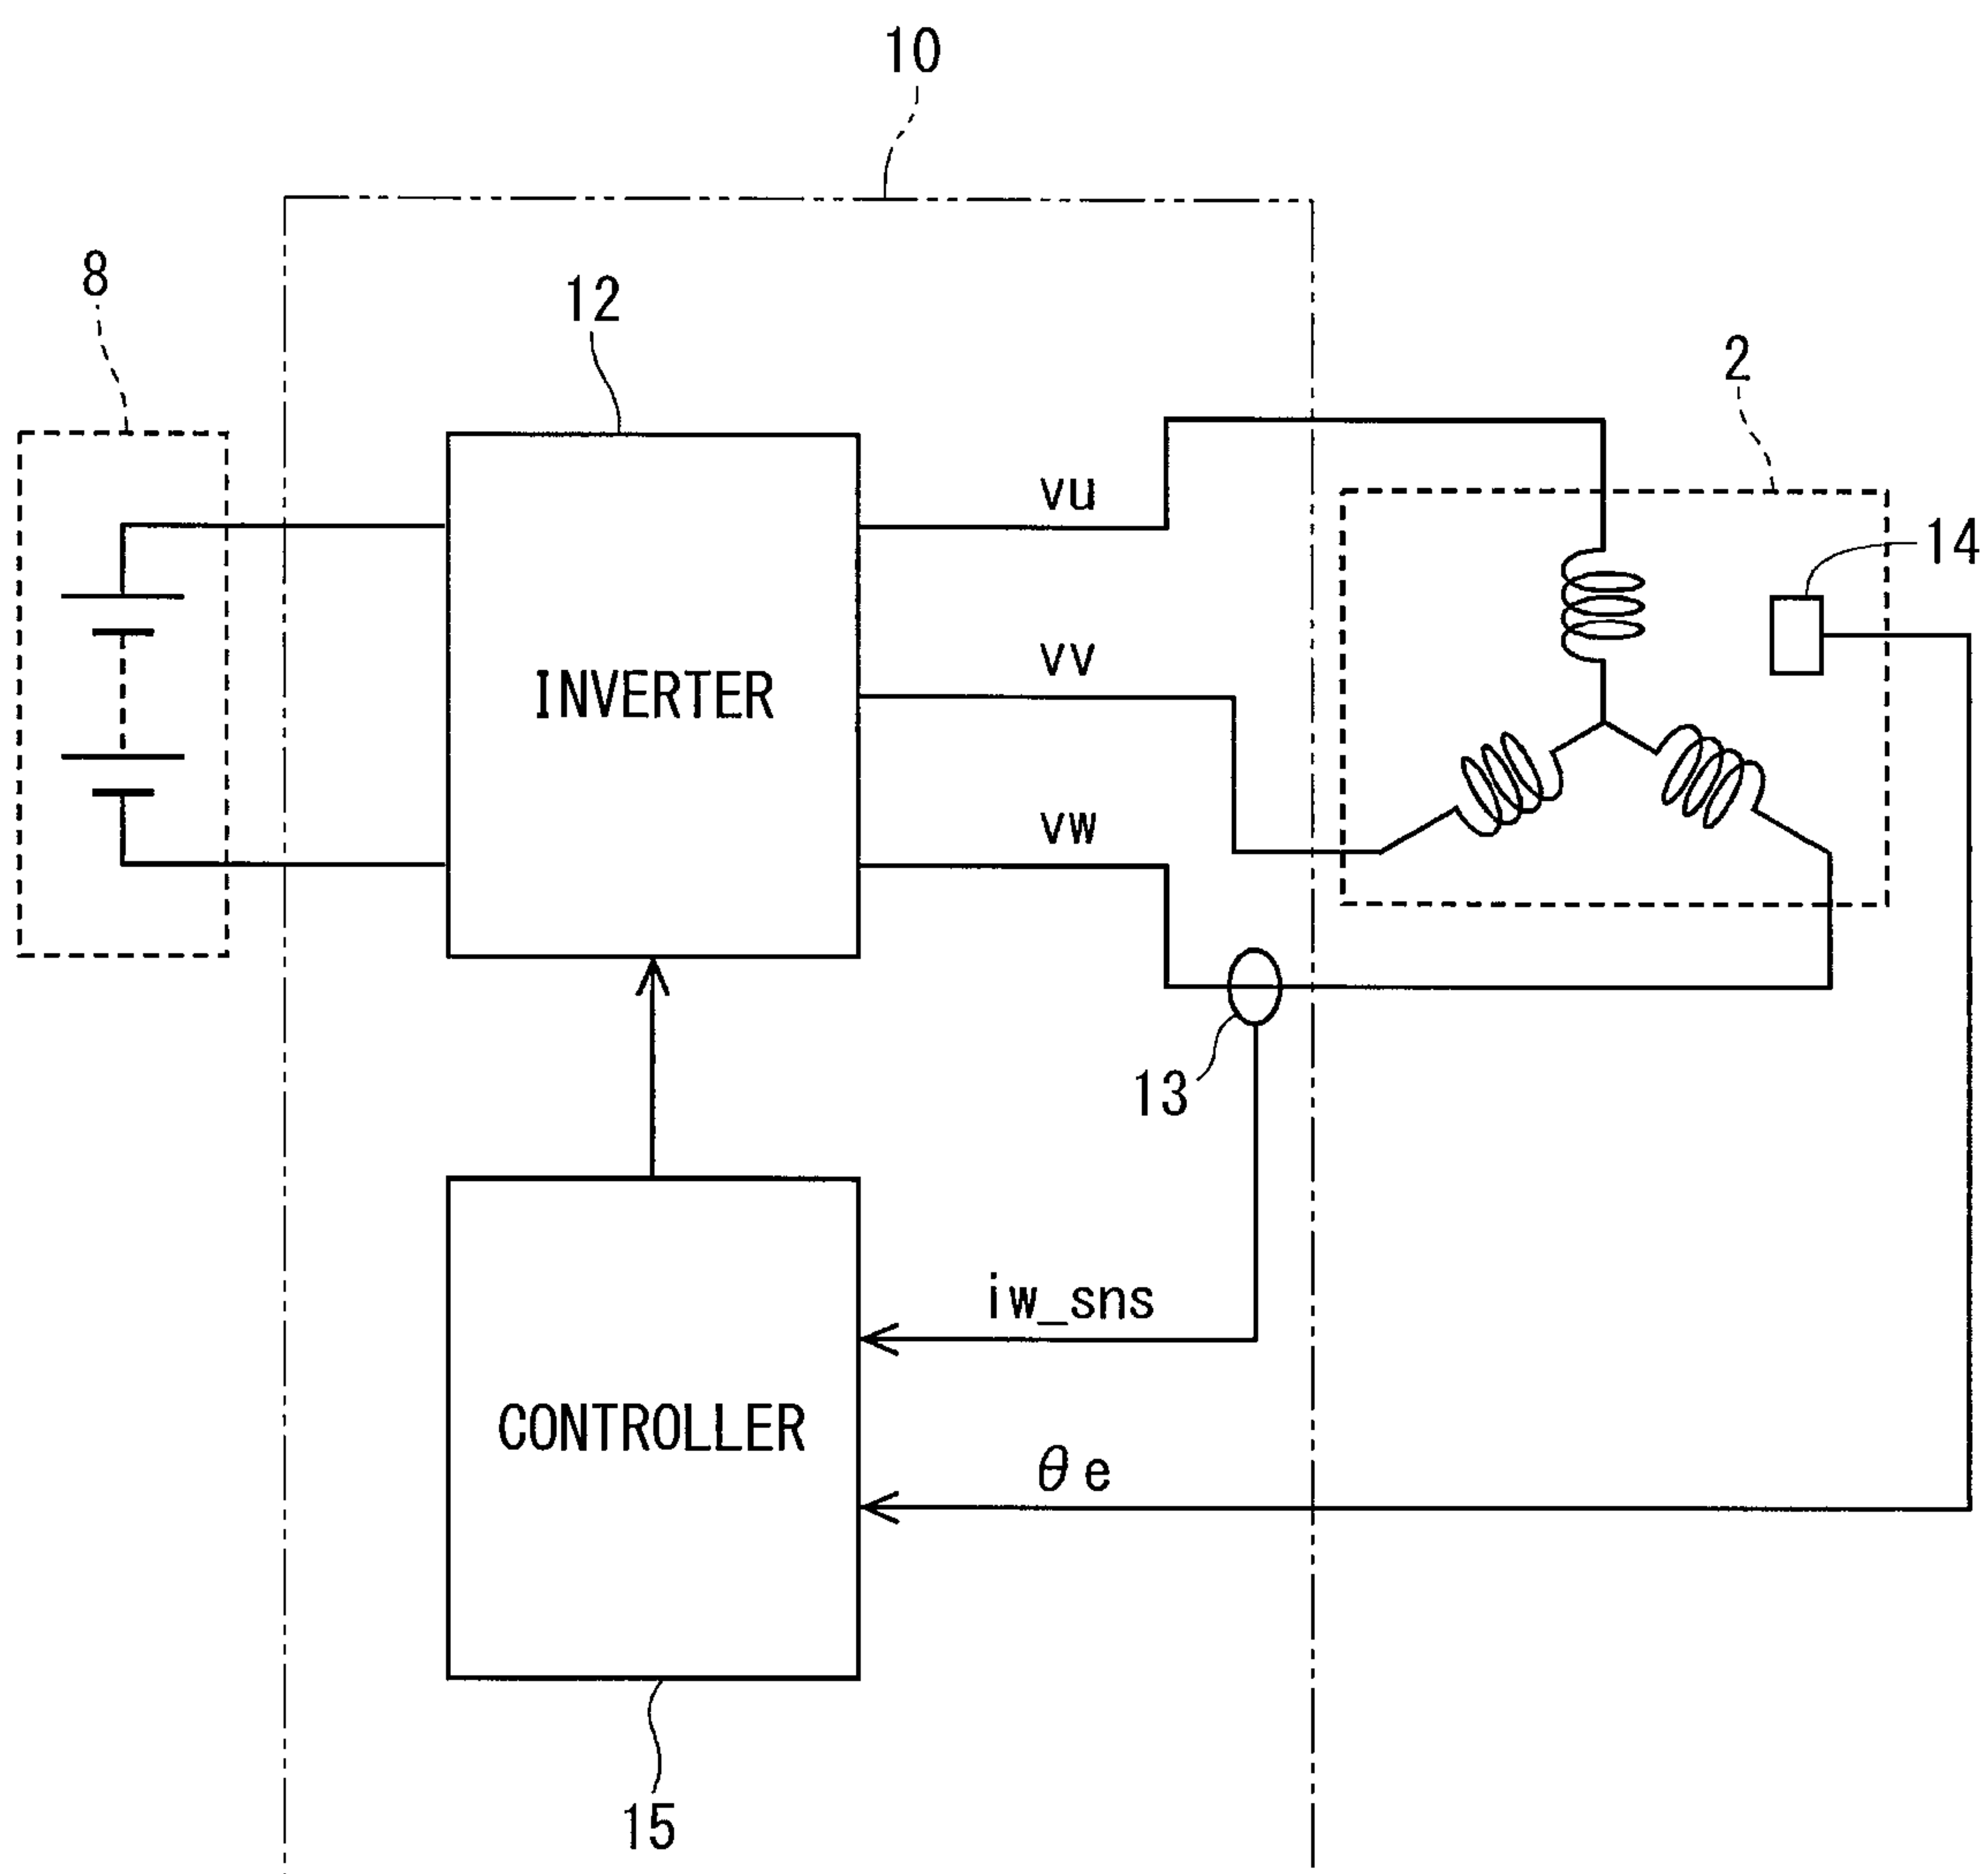 10
8
12
2
vu
14
vv
INVERTER
vw
13
iw_sns
CONTROLLER
θe
15